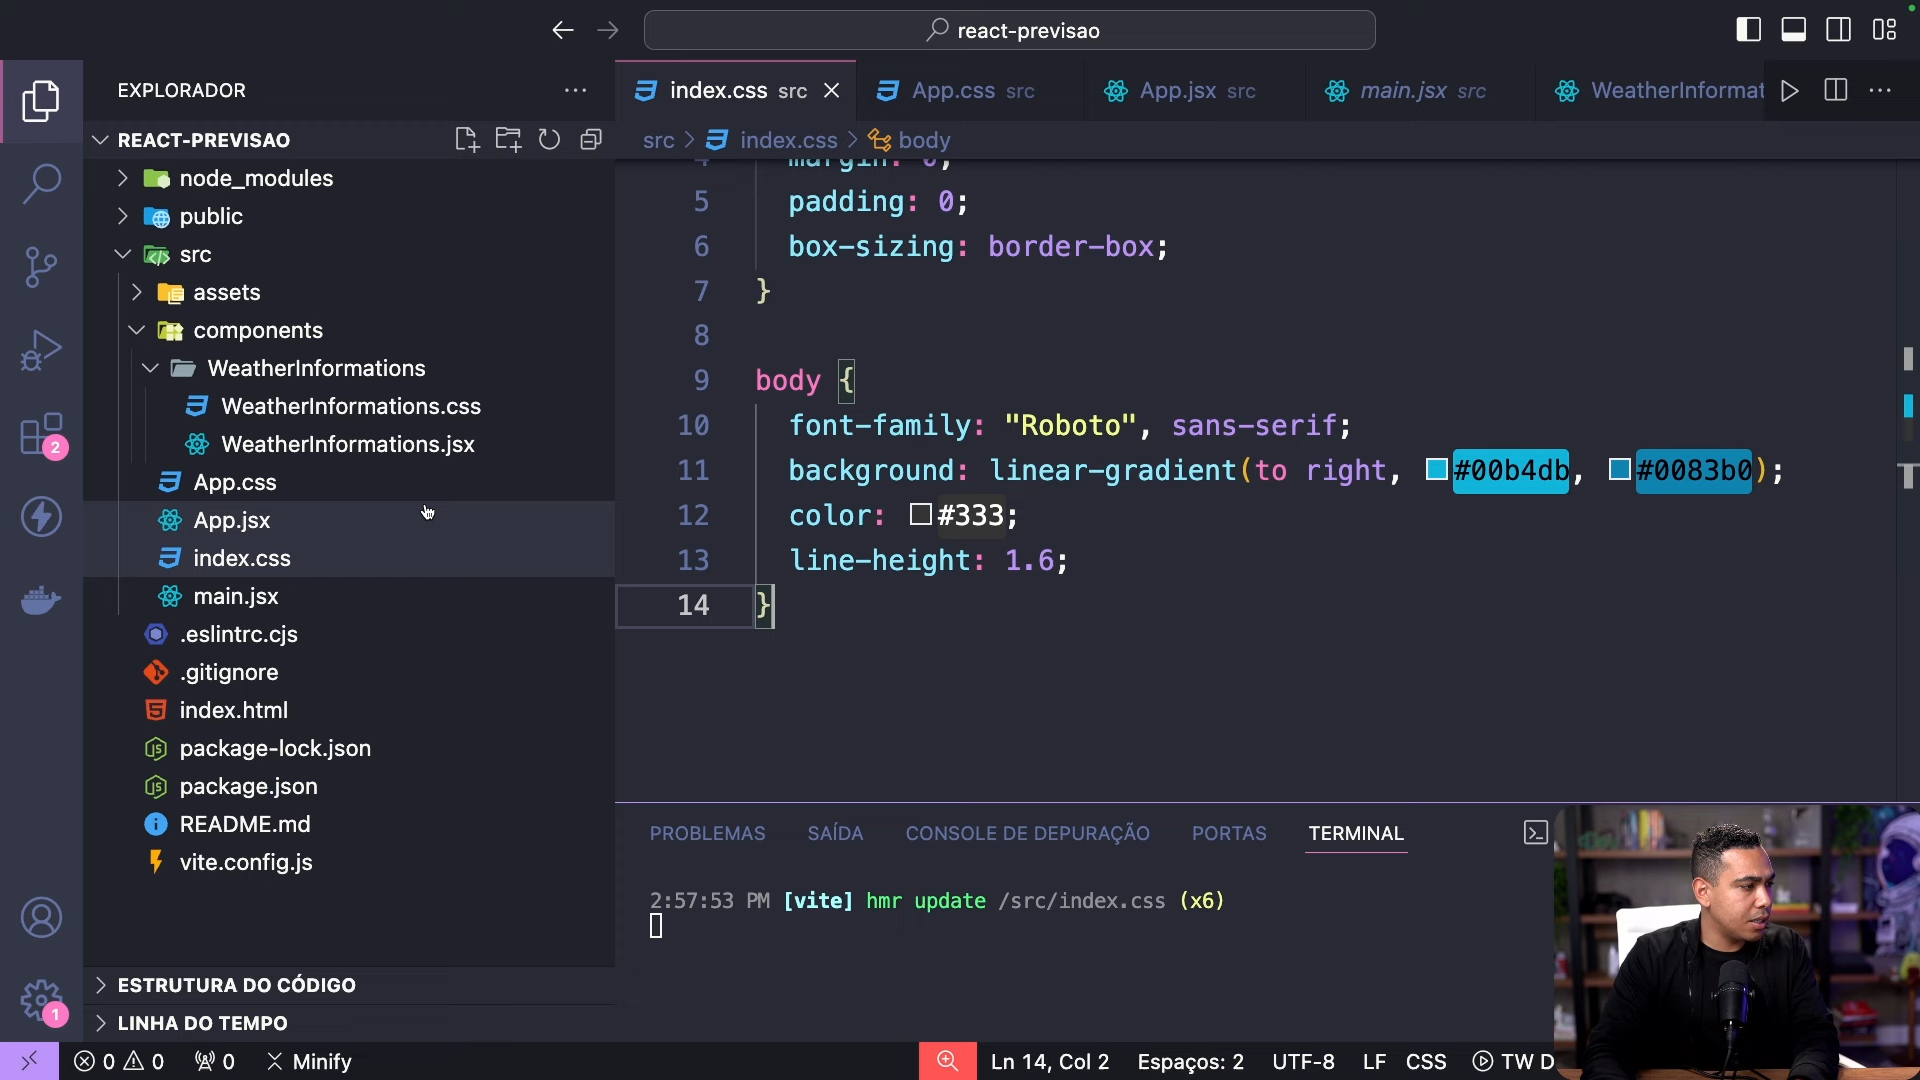 react-previsao
EXPLORADOR
index.css src
App.css src
App.jsx src
main.jsx src
WeatherInformat
REACT-PREVISAO
src > index.css > body
node_modules
public
src
assets
components
WeatherInformations
WeatherInformations.css
WeatherInformations.jsx
App.css
App.jsx
index.css
main.jsx
.eslintrc.cjs
.gitignore
index.html
package-lock.json
package.json
README.md
vite.config.js
ESTRUTURA DO CÓDIGO
LINHA DO TEMPO
4 margin: 0;
5 padding: 0;
6 box-sizing: border-box;
7 }
8
9 body {
10 font-family: "Roboto", sans-serif;
11 background: linear-gradient(to right, #00b4db, #0083b0);
12 color: #333;
13 line-height: 1.6;
14 }
PROBLEMAS SAÍDA CONSOLE DE DEPURAÇÃO PORTAS TERMINAL
2:57:53 PM [vite] hmr update /src/index.css (x6)
2
1
0 0 0 Minify Ln 14, Col 2 Espaços: 2 UTF-8 LF CSS TW D